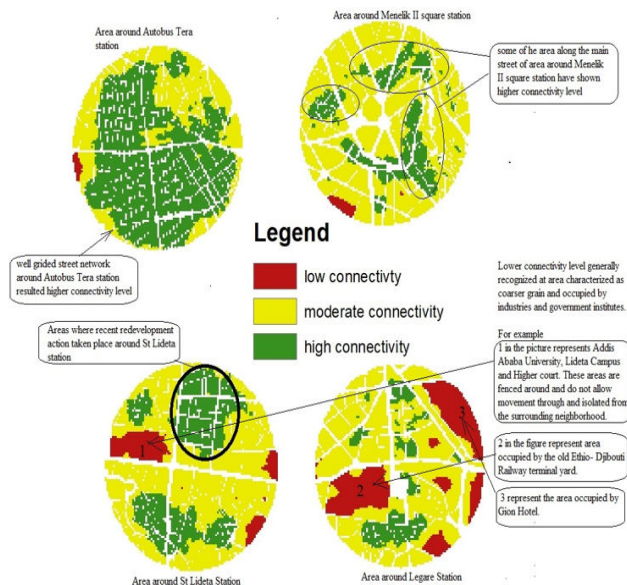 Area around Autobus Tera
station
Area around Menelik II square station
some of he area along the main
street of area around Menelik
II square station have shown
higher connectivity level
well grided street network
around Autobus Tera station
resulted higher connectivity level
Legend
low connectivty
moderate connectivity
high connectivity
Lower connectivity level generally
recognized at area characterized as
coarser grain and occupied by
industries and government institutes.
For example
1 in the picture represents Addis
Ababa University, Lideta Campus
and Higher court. These areas are
fenced around and do not allow
movement through and isolated from
the surrounding neighborhood.
2 in the figure represent area
occupied by the old Ethio- Djibouti
Railway terminal yard.
3 represent the area occupied by
Gion Hotel.
Areas where recent redevelopment
action taken place around St Lideta
station
1
2
3
Area around St Lideta Station
Area around Legare Station